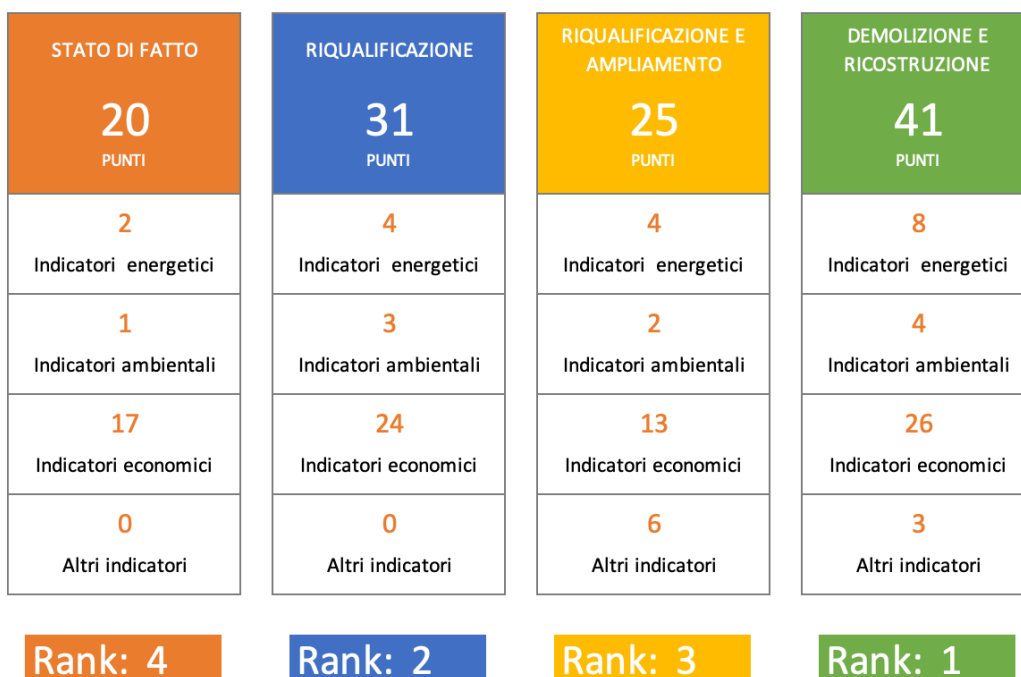 STATO DI FATTO
20
PUNTI
2
Indicatori energetici
1
Indicatori ambientali
17
Indicatori economici
0
Altri indicatori
Rank: 4
RIQUALIFICAZIONE
31
PUNTI
4
Indicatori energetici
3
Indicatori ambientali
24
Indicatori economici
0
Altri indicatori
Rank: 2
RIQUALIFICAZIONE E
AMPLIAMENTO
25
PUNTI
4
Indicatori energetici
2
Indicatori ambientali
13
Indicatori economici
6
Altri indicatori
Rank: 3
DEMOLIZIONE E
RICOSTRUZIONE
41
PUNTI
8
Indicatori energetici
4
Indicatori ambientali
26
Indicatori economici
3
Altri indicatori
Rank: 1